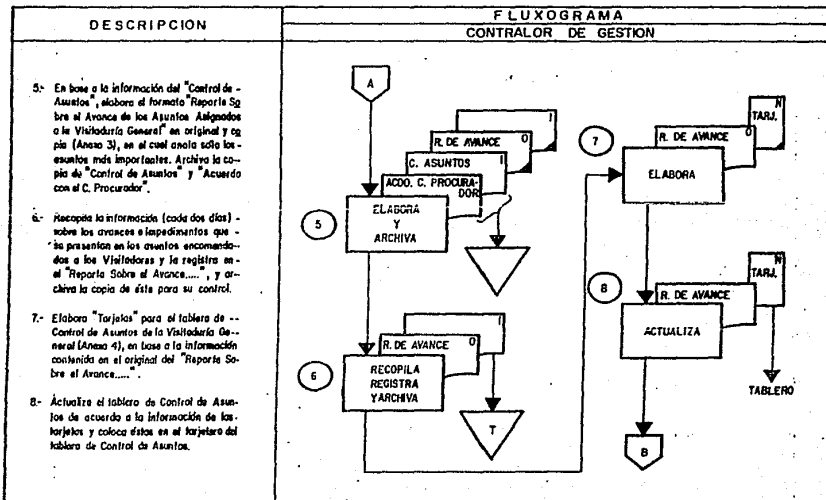 DESCRIPCION
FLUXOGRAMA
CONTRALOR DE GESTION
5.- En base a la información del "Control de -
Asuntos", elabora el formato "Reporte So
bre el Avance de los Asuntos Asignados
a la Visitaduría General" en original y co
pia (Anexo 3), en el cual anota solo los-
asuntos más importantes. Archiva la co-
pia de "Control de Asuntos" y "Acuerdo
con el C. Procurador".
6.- Recopila la información (cada dos días) -
sobre los avances e impedimentos que -
se presentan en los asuntos encomenda-
dos a los Visitadores y la registra en -
el "Reporte Sobre el Avance.....", y ar-
chiva la copia de éste para su control.
7.- Elabora "Tarjetas" para el tablero de --
Control de Asuntos de la Visitaduría Ge--
neral (Anexo 4), en base a la información
contenida en el original del "Reporte So-
bre el Avance.....".
8.- Actualiza el tablero de Control de Asun-
tos de acuerdo a la información de las-
tarjetas y coloca éstas en el tarjetero del
tablero de Control de Asuntos.
A
1
R. DE AVANCE 0
C. ASUNTOS 1
ACDO. C. PROCURA-
DOR
5
ELABORA
Y
ARCHIVA
1
R. DE AVANCE 0
6
RECOPILA
REGISTRA
Y ARCHIVA
T
N
TARJ.
R. DE AVANCE 0
7
ELABORA
N
TARJ.
R. DE AVANCE
8
ACTUALIZA
TABLERO
B